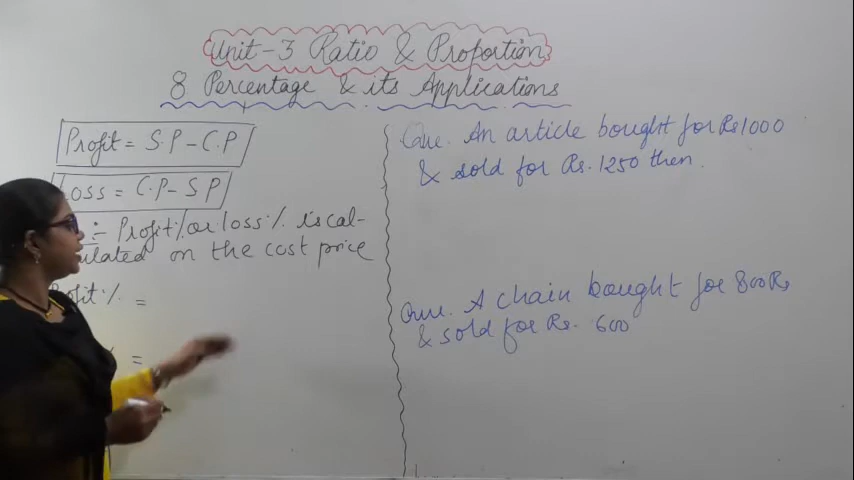 Unit-3 Ratio & Proportion
8 Percentage & its Applications
Profit = S.P - C.P
Loss = C.P - S.P
:- Profit% or loss% is cal-
ulated on the cost price
ofit% =
% =
Que. An article bought for Rs1000
& sold for Rs. 1250 then.
Que. A chain bought for 800Rs
& sold for Rs. 600